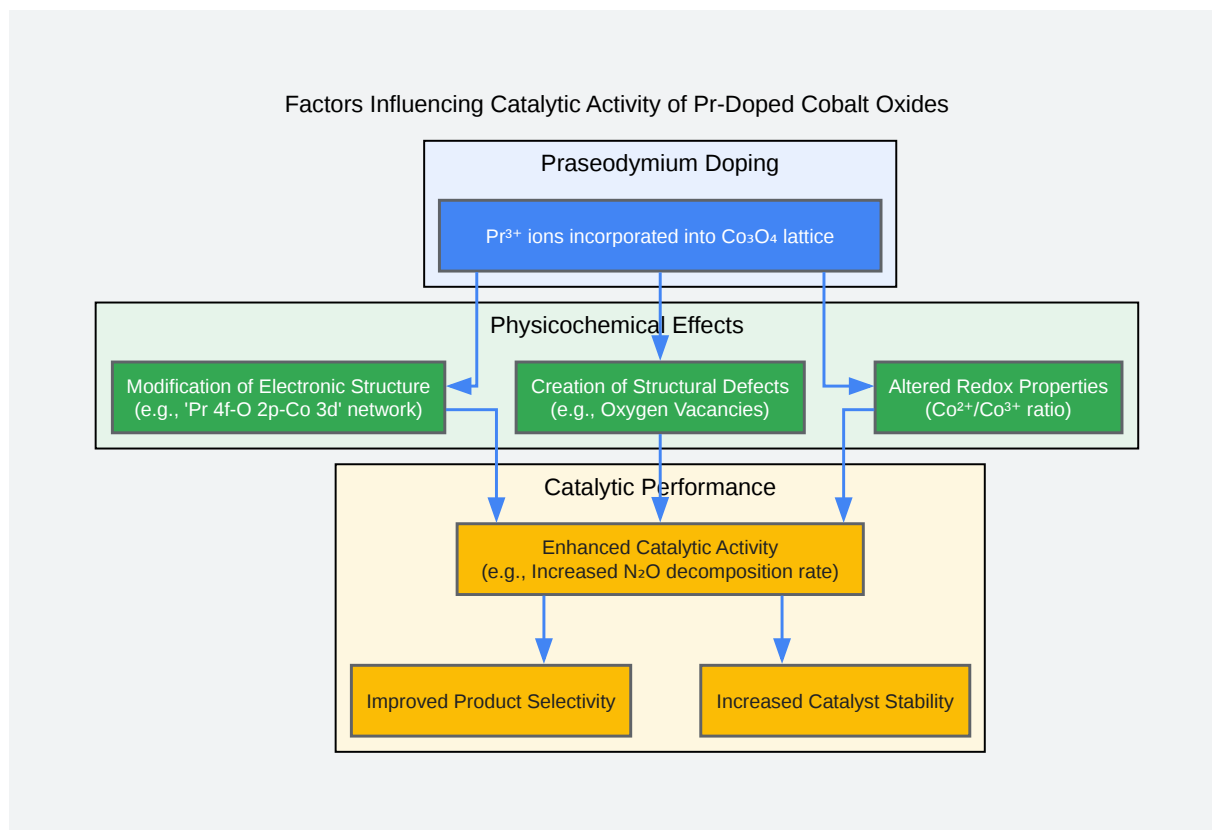 Factors Influencing Catalytic Activity of Pr-Doped Cobalt Oxides
Praseodymium Doping
Pr³⁺ ions incorporated into Co₃O₄ lattice
Physicochemical Effects
Modification of Electronic Structure
(e.g., 'Pr 4f-O 2p-Co 3d' network)
Creation of Structural Defects
(e.g., Oxygen Vacancies)
Altered Redox Properties
(Co²⁺/Co³⁺ ratio)
Catalytic Performance
Enhanced Catalytic Activity
(e.g., Increased N₂O decomposition rate)
Improved Product Selectivity
Increased Catalyst Stability